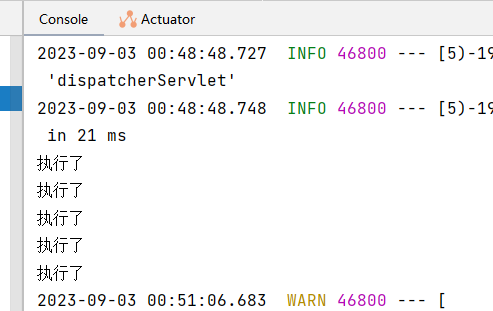 Console Actuator
2023-09-03 00:48:48.727  INFO 46800 --- [5)-19
'dispatcherServlet'
2023-09-03 00:48:48.748  INFO 46800 --- [5)-19
in 21 ms
执行了
执行了
执行了
执行了
执行了
2023-09-03 00:51:06.683  WARN 46800 --- [